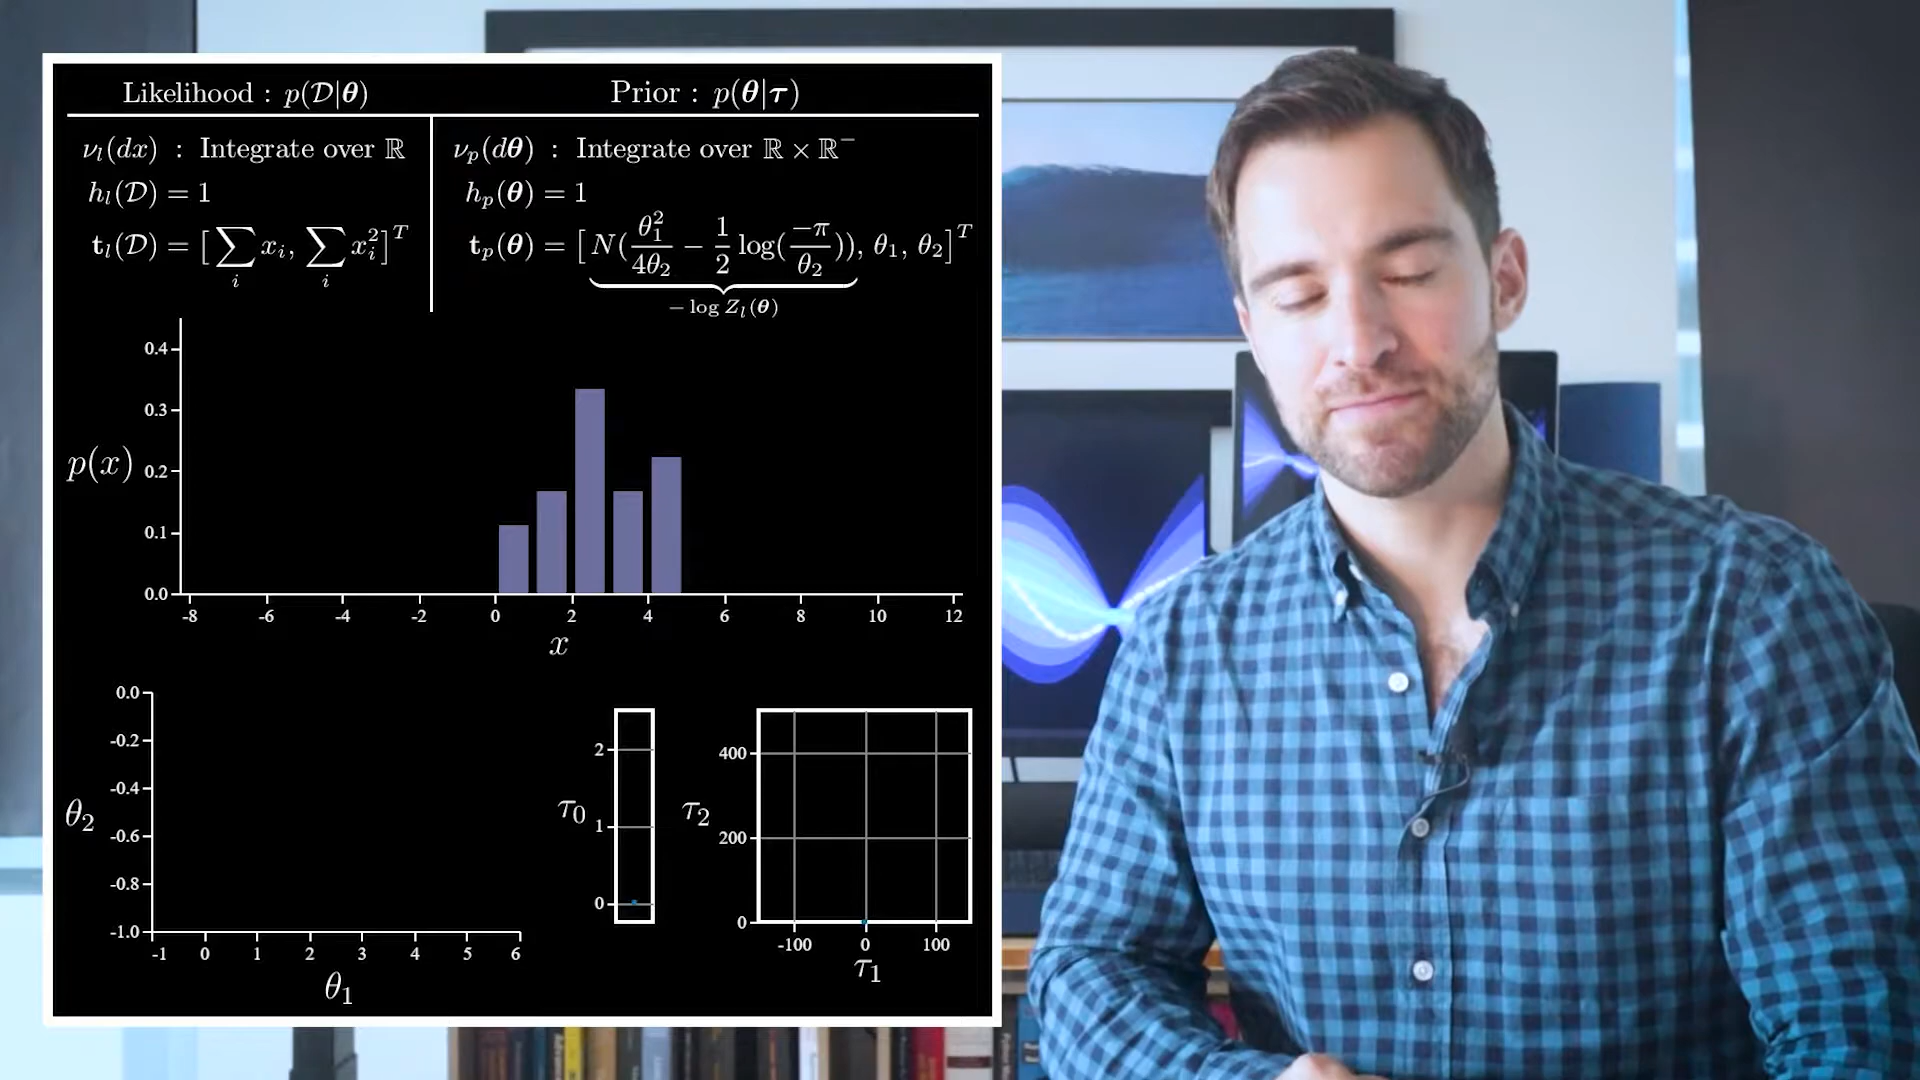 Likelihood : p(𝒟|θ)
Prior : p(θ|τ)
ν_l(dx) : Integrate over ℝ
h_l(𝒟) = 1
t_l(𝒟) = [∑_i x_i, ∑_i x_i^2]^T
ν_p(dθ) : Integrate over ℝ × ℝ^−
h_p(θ) = 1
t_p(θ) = [N(θ_1^2/4θ_2 − 1/2 log(−π/θ_2)), θ_1, θ_2]^T
− log Z_l(θ)
0.4
0.3
0.2
0.1
0.0
p(x)
-8 -6 -4 -2 0 2 4 6 8 10 12
x
0.0
-0.2
-0.4
-0.6
-0.8
-1.0
θ_2
-1 0 1 2 3 4 5 6
θ_1
2
1
0
τ_0
400
200
0
τ_2
-100 0 100
τ_1